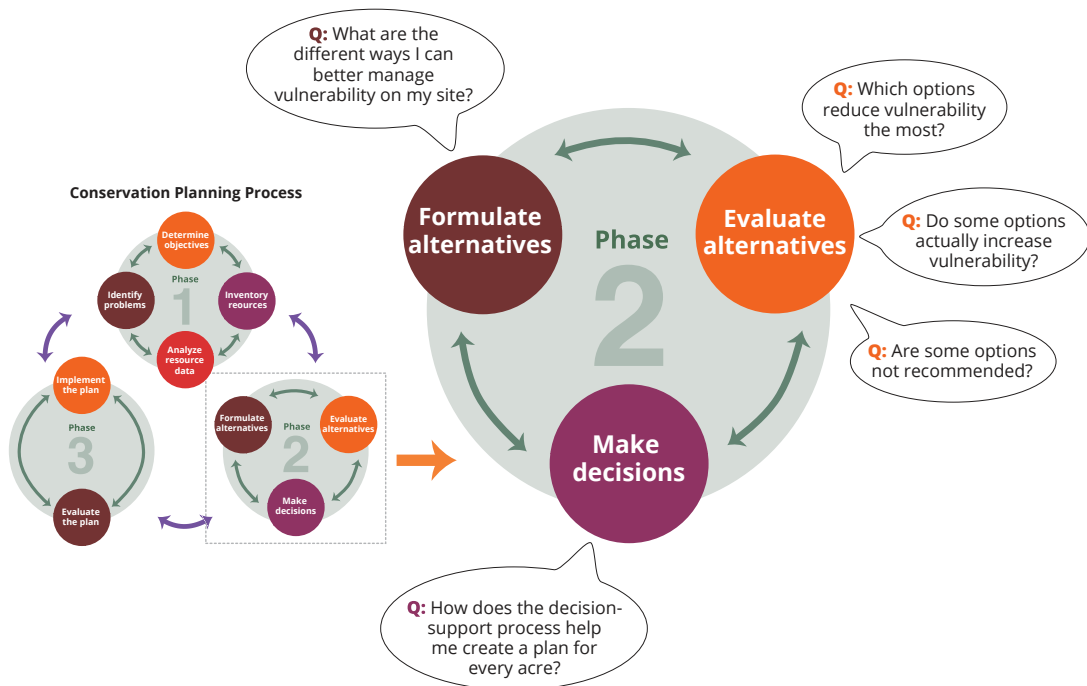 Conservation Planning Process
Determine
objectives
Phase
1
Identify
problems
Inventory
reources
Analyze
resource
data
Implement
the plan
Phase
3
Evaluate
the plan
Formulate
alternatives
Phase
2
Evaluate
alternatives
Make
decisions
Q: What are the
different ways I can
better manage
vulnerability on my site?
Q: Which options
reduce vulnerability
the most?
Formulate
alternatives
Phase
2
Evaluate
alternatives
Q: Do some options
actually increase
vulnerability?
Q: Are some options
not recommended?
Make
decisions
Q: How does the decision-
support process help
me create a plan for
every acre?